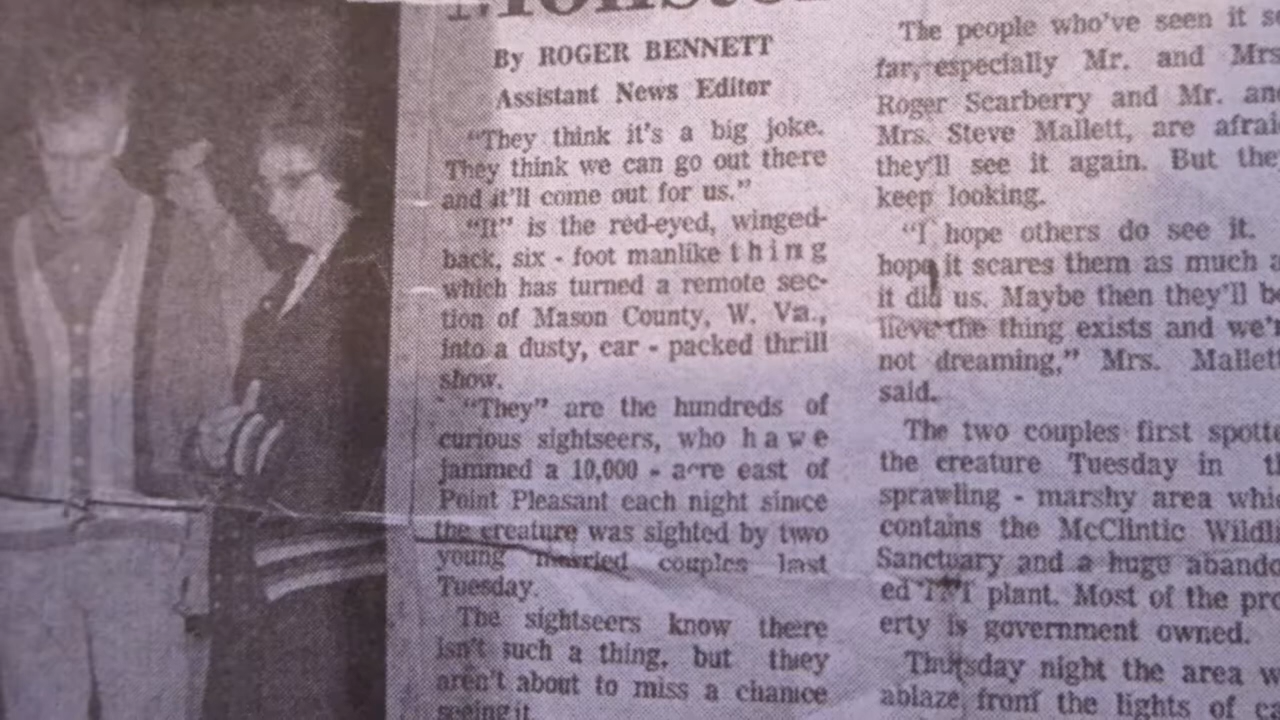 Monster
By ROGER BENNETT
Assistant News Editor
“They think it's a big joke.
They think we can go out there
and it'll come out for us.”
“It” is the red-eyed, winged-
back, six - foot manlike thing
which has turned a remote sec-
tion of Mason County, W. Va.,
into a dusty, car - packed thrill
show.
“They” are the hundreds of
curious sightseers, who have
jammed a 10,000 - acre east of
Point Pleasant each night since
the creature was sighted by two
young married couples last
Tuesday.
The sightseers know there
isn't such a thing, but they
aren't about to miss a chance
seeing it.
The people who've seen it s
far, especially Mr. and Mrs
Roger Scarberry and Mr. an
Mrs. Steve Mallett, are afrai
they'll see it again. But the
keep looking.
“I hope others do see it.
hope it scares them as much a
it did us. Maybe then they'll b
lieve the thing exists and we'r
not dreaming,” Mrs. Mallett
said.
The two couples first spotte
the creature Tuesday in th
sprawling - marshy area whic
contains the McClintic Wildli
Sanctuary and a huge abando
ed TNT plant. Most of the pro
erty is government owned.
Thursday night the area w
ablaze from the lights of ca